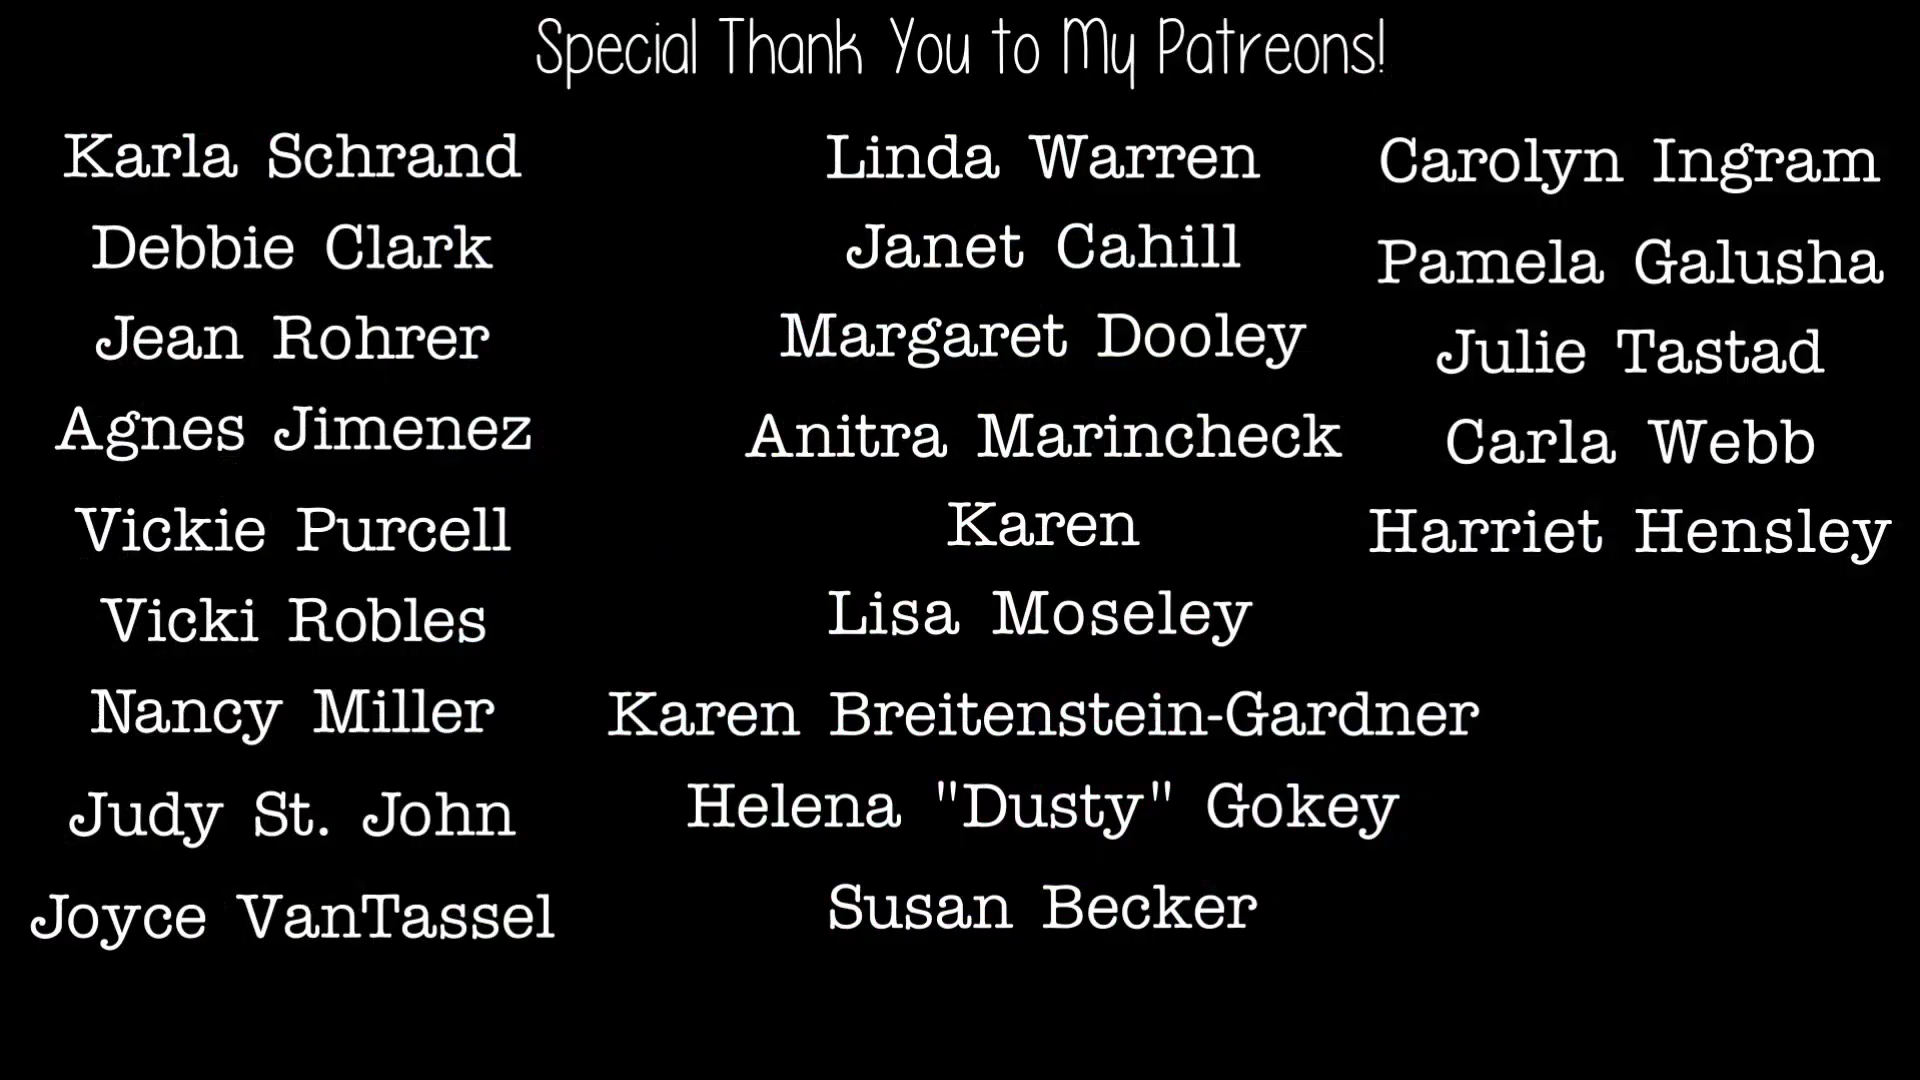 Special Thank You to My Patreons!
Karla Schrand
Debbie Clark
Jean Rohrer
Agnes Jimenez
Vickie Purcell
Vicki Robles
Nancy Miller
Judy St. John
Joyce VanTassel
Linda Warren
Janet Cahill
Margaret Dooley
Anitra Marincheck
Karen
Lisa Moseley
Karen Breitenstein-Gardner
Helena "Dusty" Gokey
Susan Becker
Carolyn Ingram
Pamela Galusha
Julie Tastad
Carla Webb
Harriet Hensley